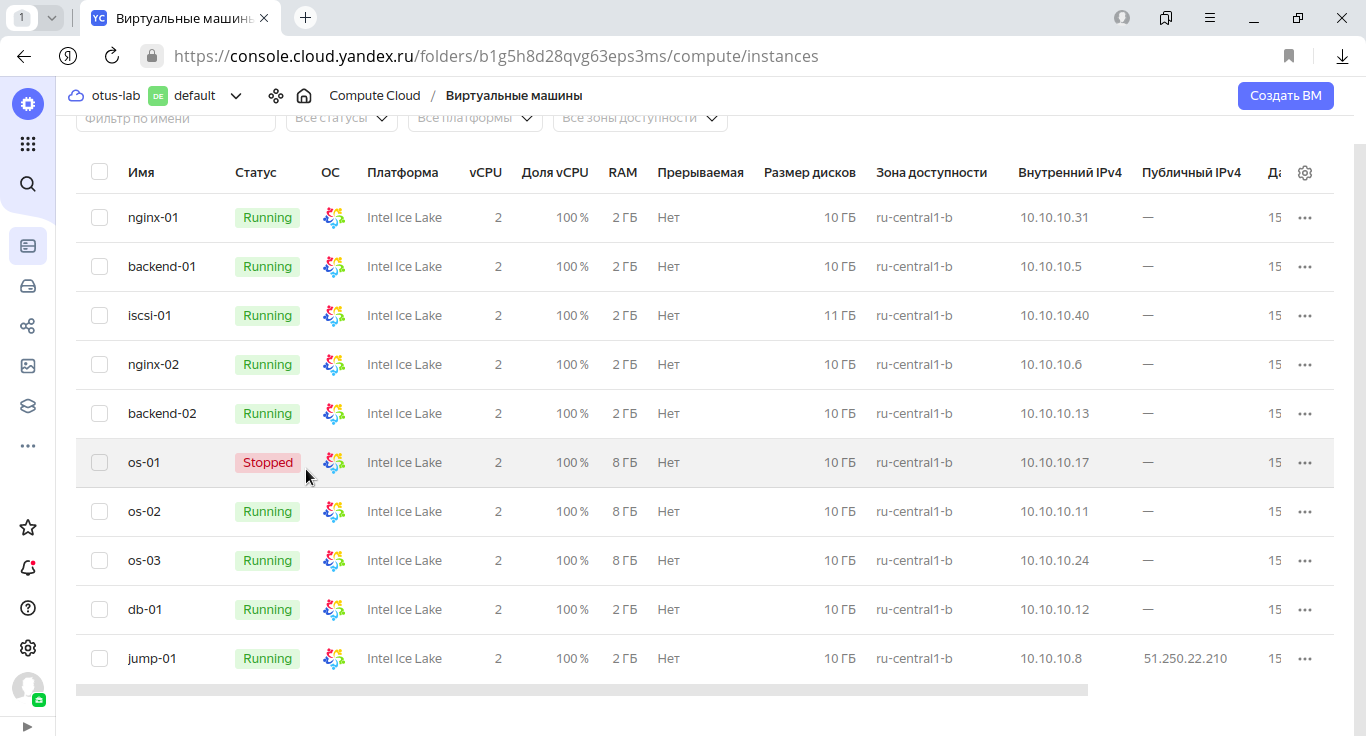 1
YC Виртуальные машины
https://console.cloud.yandex.ru/folders/b1g5h8d28qvg63eps3ms/compute/instances
otus-lab DE default Compute Cloud / Виртуальные машины Создать ВМ
Фильтр по имени Все статусы Все платформы Все зоны доступности
Имя Статус ОС Платформа vCPU Доля vCPU RAM Прерываемая Размер дисков Зона доступности Внутренний IPv4 Публичный IPv4 Да
nginx-01 Running Intel Ice Lake 2 100 % 2 ГБ Нет 10 ГБ ru-central1-b 10.10.10.31 — 15
backend-01 Running Intel Ice Lake 2 100 % 2 ГБ Нет 10 ГБ ru-central1-b 10.10.10.5 — 15
iscsi-01 Running Intel Ice Lake 2 100 % 2 ГБ Нет 11 ГБ ru-central1-b 10.10.10.40 — 15
nginx-02 Running Intel Ice Lake 2 100 % 2 ГБ Нет 10 ГБ ru-central1-b 10.10.10.6 — 15
backend-02 Running Intel Ice Lake 2 100 % 2 ГБ Нет 10 ГБ ru-central1-b 10.10.10.13 — 15
os-01 Stopped Intel Ice Lake 2 100 % 8 ГБ Нет 10 ГБ ru-central1-b 10.10.10.17 — 15
os-02 Running Intel Ice Lake 2 100 % 8 ГБ Нет 10 ГБ ru-central1-b 10.10.10.11 — 15
os-03 Running Intel Ice Lake 2 100 % 8 ГБ Нет 10 ГБ ru-central1-b 10.10.10.24 — 15
db-01 Running Intel Ice Lake 2 100 % 2 ГБ Нет 10 ГБ ru-central1-b 10.10.10.12 — 15
jump-01 Running Intel Ice Lake 2 100 % 2 ГБ Нет 10 ГБ ru-central1-b 10.10.10.8 51.250.22.210 15